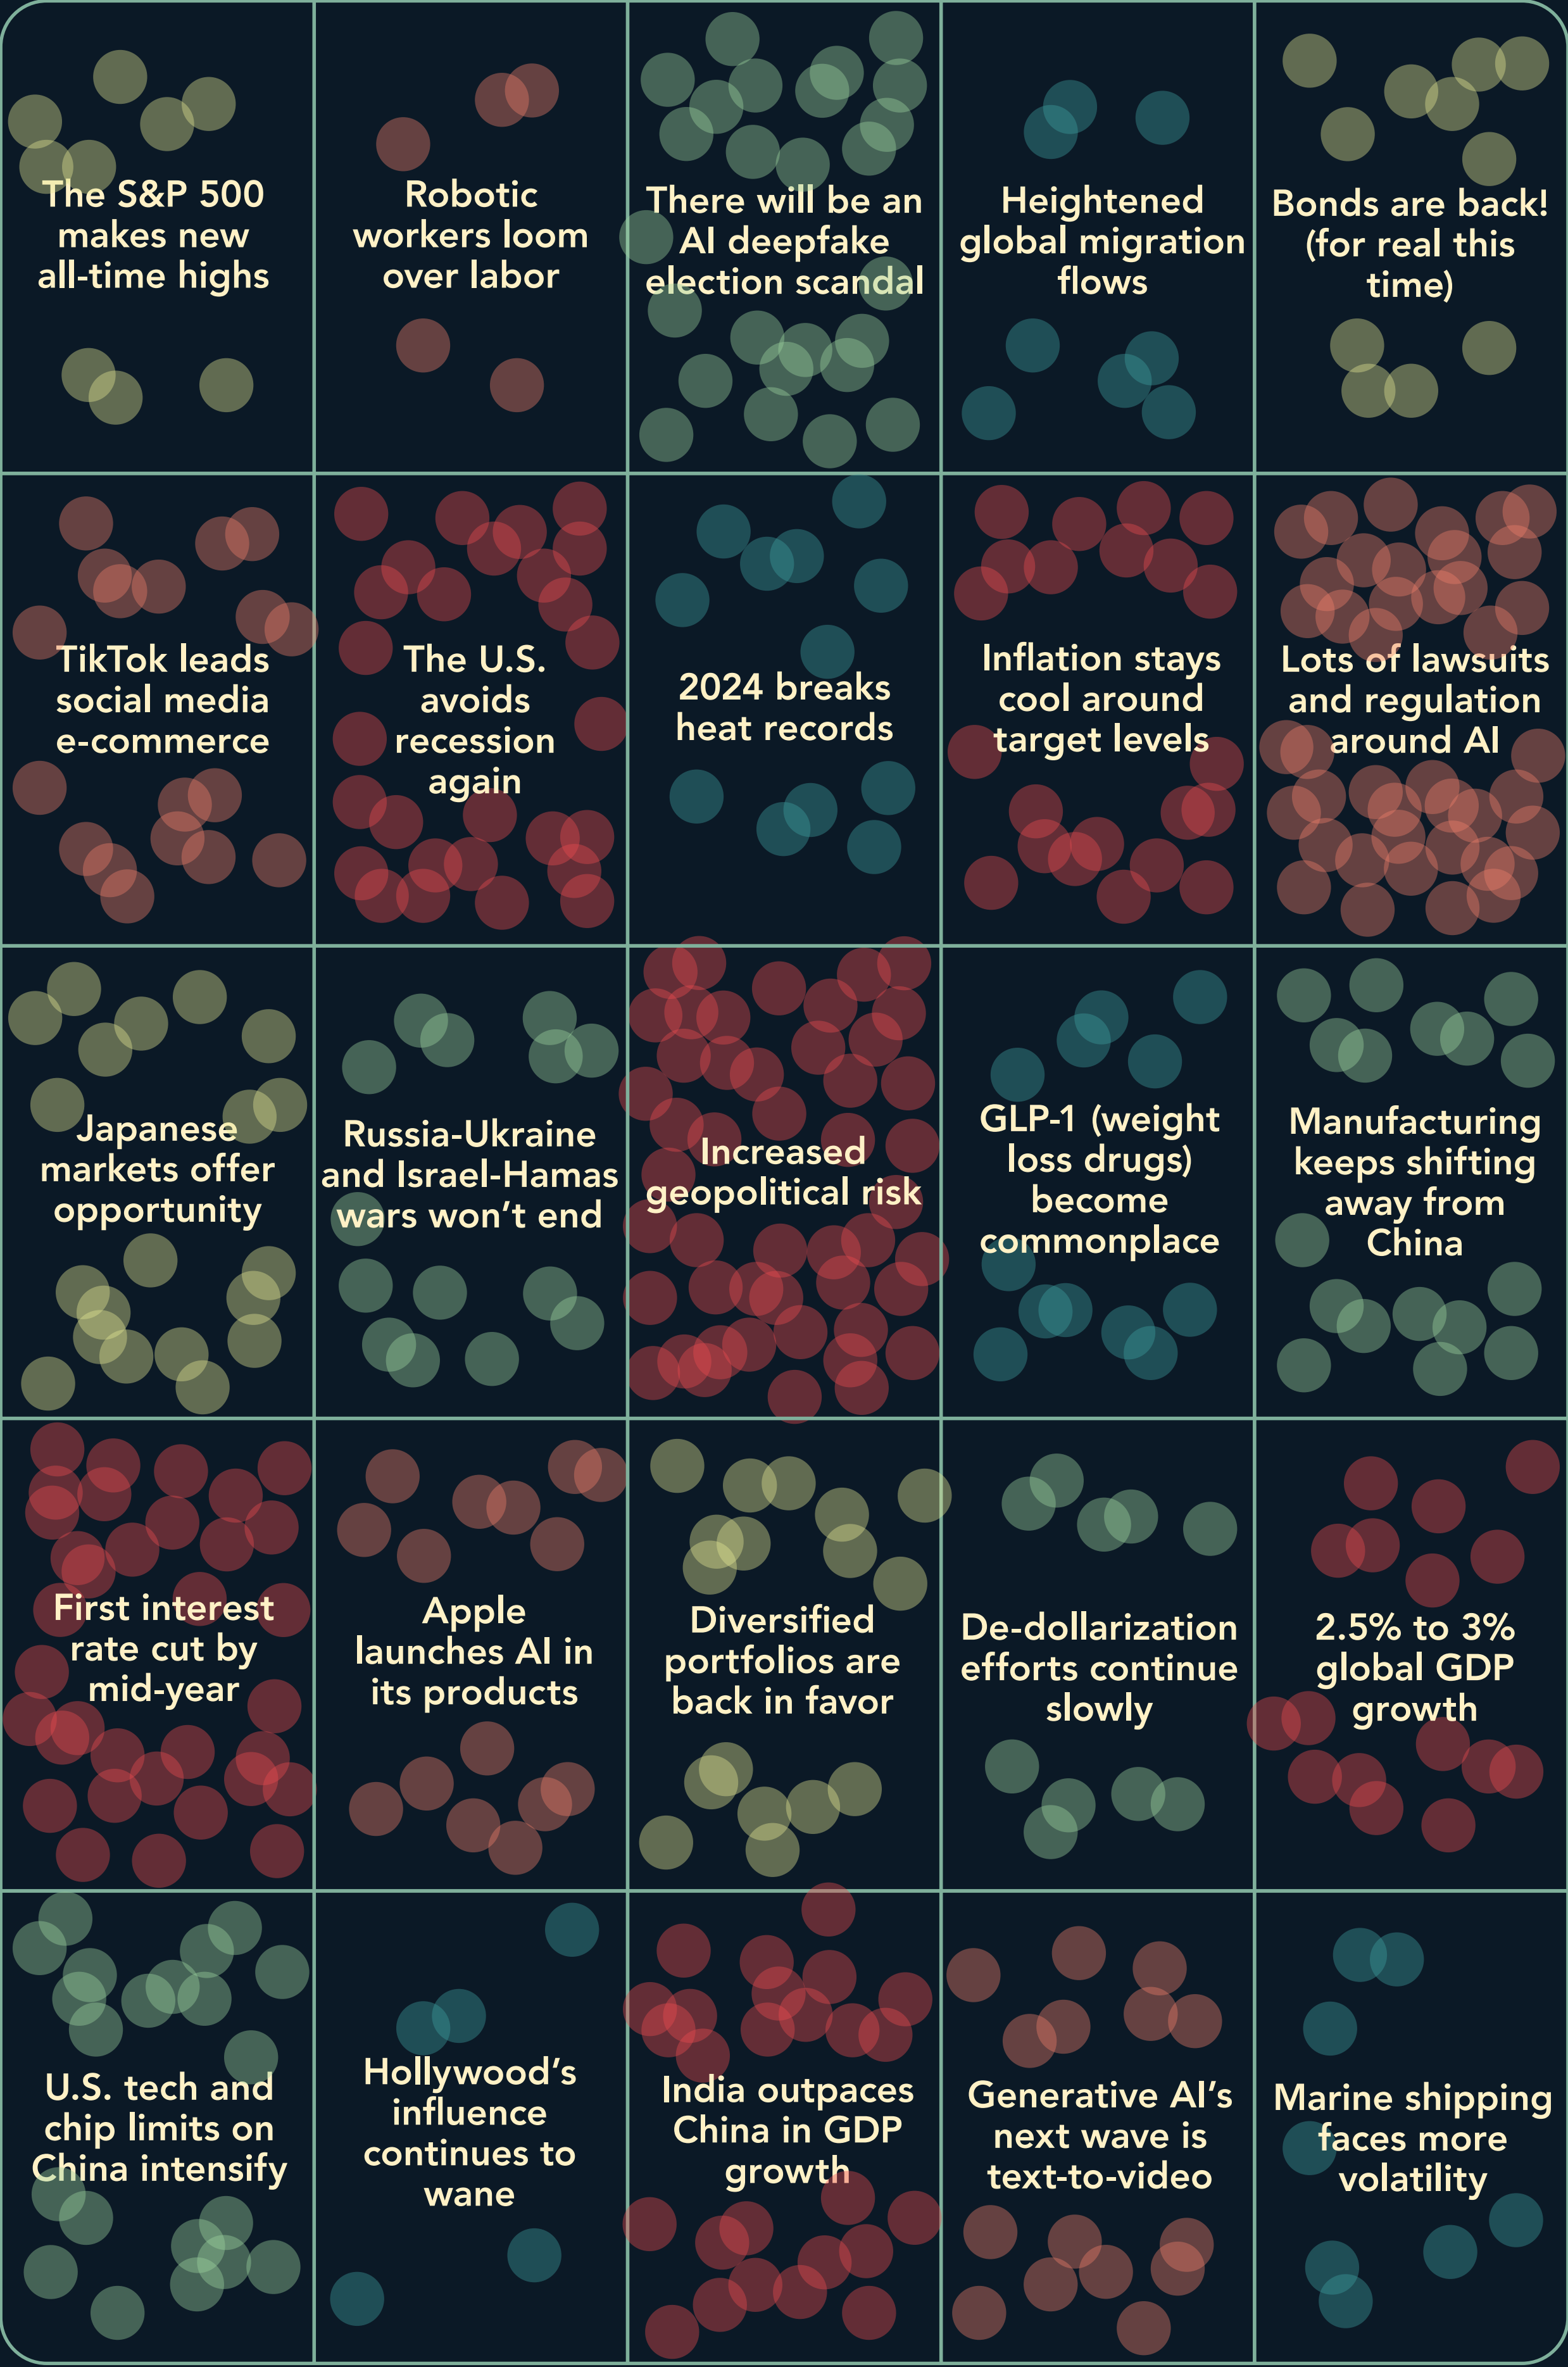 The S&P 500
makes new
all-time highs
Robotic
workers loom
over labor
There will be an
AI deepfake
election scandal
Heightened
global migration
flows
Bonds are back!
(for real this
time)
TikTok leads
social media
e-commerce
The U.S.
avoids
recession
again
2024 breaks
heat records
Inflation stays
cool around
target levels
Lots of lawsuits
and regulation
around AI
Japanese
markets offer
opportunity
Russia-Ukraine
and Israel-Hamas
wars won’t end
Increased
geopolitical risk
GLP-1 (weight
loss drugs)
become
commonplace
Manufacturing
keeps shifting
away from
China
First interest
rate cut by
mid-year
Apple
launches AI in
its products
Diversified
portfolios are
back in favor
De-dollarization
efforts continue
slowly
2.5% to 3%
global GDP
growth
U.S. tech and
chip limits on
China intensify
Hollywood’s
influence
continues to
wane
India outpaces
China in GDP
growth
Generative AI’s
next wave is
text-to-video
Marine shipping
faces more
volatility